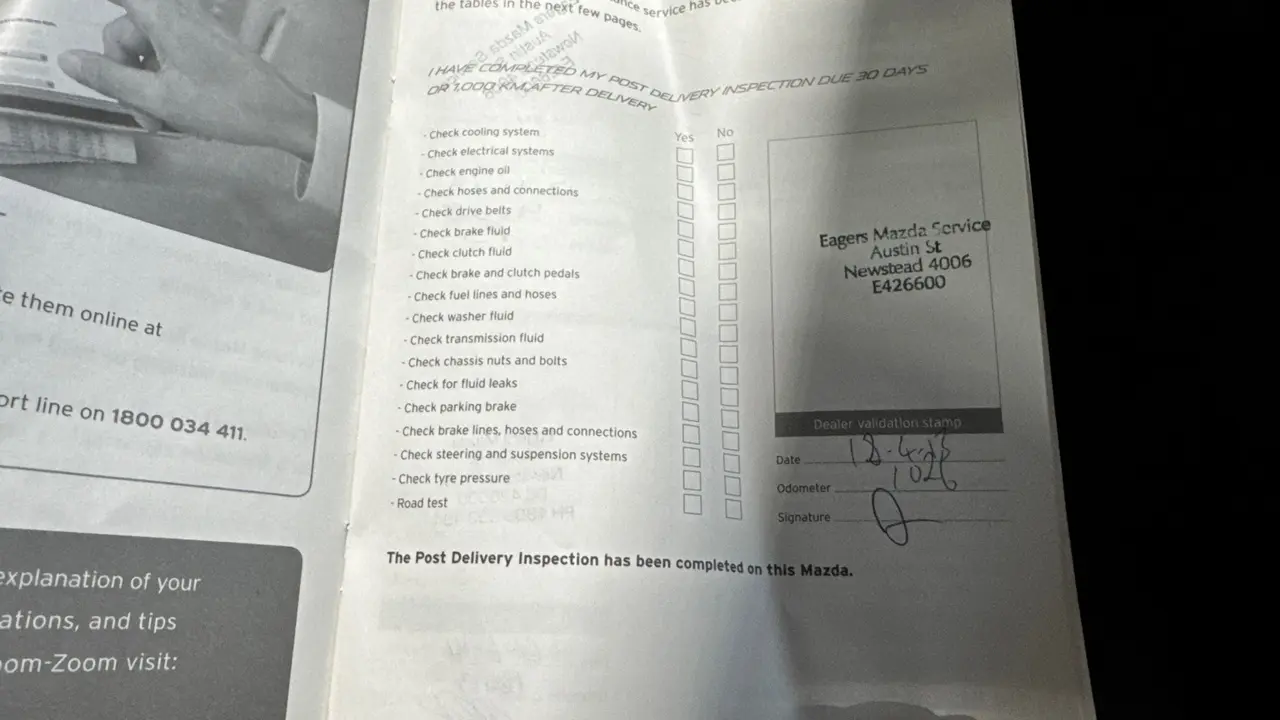 the tables in the next few pages.
service has
I HAVE COMPLETED MY POST DELIVERY INSPECTION DUE 30 DAYS
OR 1,000 KM AFTER DELIVERY
Yes No
- Check cooling system
- Check electrical systems
- Check engine oil
- Check hoses and connections
- Check drive belts
- Check brake fluid
- Check clutch fluid
- Check brake and clutch pedals
- Check fuel lines and hoses
- Check washer fluid
- Check transmission fluid
- Check chassis nuts and bolts
- Check for fluid leaks
- Check parking brake
- Check brake lines, hoses and connections
- Check steering and suspension systems
- Check tyre pressure
- Road test
Eagers Mazda Service
Austin St
Newstead 4006
E426600
Dealer validation stamp
Date
Odometer 1026
Signature
The Post Delivery Inspection has been completed on this Mazda.
them online at
line on 1800 034 411.
explanation of your
and tips
visit: